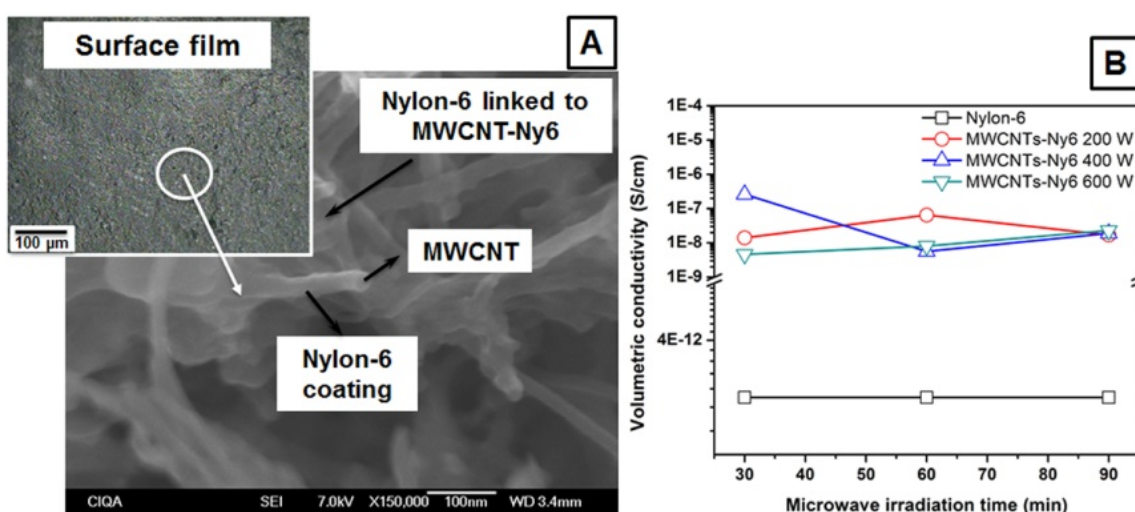 Surface film
100 µm
A
Nylon-6 linked to
MWCNT-Ny6
MWCNT
Nylon-6
coating
CIQA SEI 7.0kV X150,000 100nm WD 3.4mm
B
Volumetric conductivity (S/cm)
1E-4
1E-5
1E-6
1E-7
1E-8
1E-9
4E-12
Nylon-6
MWCNTs-Ny6 200 W
MWCNTs-Ny6 400 W
MWCNTs-Ny6 600 W
30 40 50 60 70 80 90
Microwave irradiation time (min)